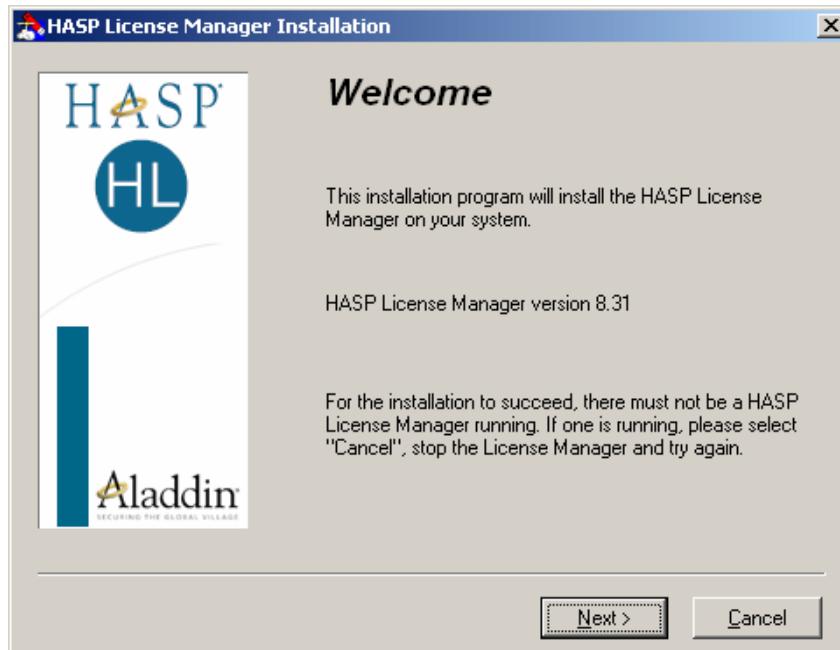 HASP License Manager Installation
HASP
HL
Aladdin
SECURING THE GLOBAL VILLAGE
Welcome
This installation program will install the HASP License
Manager on your system.
HASP License Manager version 8.31
For the installation to succeed, there must not be a HASP
License Manager running. If one is running, please select
"Cancel", stop the License Manager and try again.
Next >
Cancel